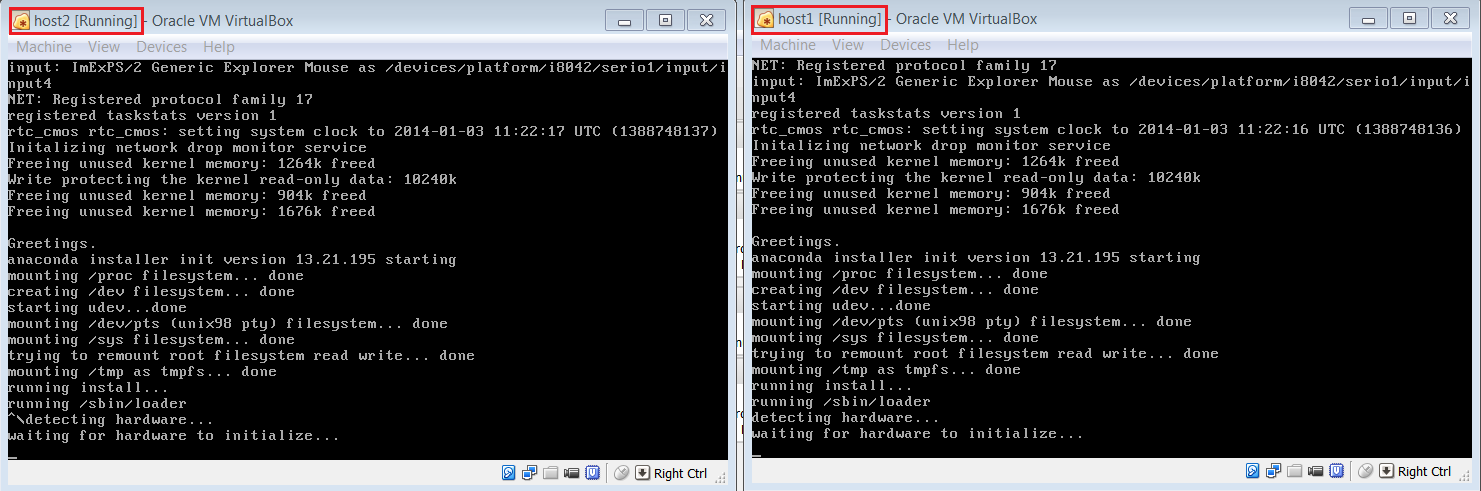 host2 [Running] - Oracle VM VirtualBox
Machine View Devices Help
input: ImExPS/2 Generic Explorer Mouse as /devices/platform/i8042/serio1/input/i
nput4
NET: Registered protocol family 17
registered taskstats version 1
rtc_cmos rtc_cmos: setting system clock to 2014-01-03 11:22:17 UTC (1388748137)
Initalizing network drop monitor service
Freeing unused kernel memory: 1264k freed
Write protecting the kernel read-only data: 10240k
Freeing unused kernel memory: 904k freed
Freeing unused kernel memory: 1676k freed
Greetings.
anaconda installer init version 13.21.195 starting
mounting /proc filesystem... done
creating /dev filesystem... done
starting udev...done
mounting /dev/pts (unix98 pty) filesystem... done
mounting /sys filesystem... done
trying to remount root filesystem read write... done
mounting /tmp as tmpfs... done
running install...
running /sbin/loader
^\detecting hardware...
waiting for hardware to initialize...
Right Ctrl
host1 [Running] - Oracle VM VirtualBox
Machine View Devices Help
NET: Registered protocol family 17
input: ImExPS/2 Generic Explorer Mouse as /devices/platform/i8042/serio1/input/i
nput4
registered taskstats version 1
rtc_cmos rtc_cmos: setting system clock to 2014-01-03 11:22:16 UTC (1388748136)
Initalizing network drop monitor service
Freeing unused kernel memory: 1264k freed
Write protecting the kernel read-only data: 10240k
Freeing unused kernel memory: 904k freed
Freeing unused kernel memory: 1676k freed
Greetings.
anaconda installer init version 13.21.195 starting
mounting /proc filesystem... done
creating /dev filesystem... done
starting udev...done
mounting /dev/pts (unix98 pty) filesystem... done
mounting /sys filesystem... done
trying to remount root filesystem read write... done
mounting /tmp as tmpfs... done
running install...
running /sbin/loader
detecting hardware...
waiting for hardware to initialize...
Right Ctrl